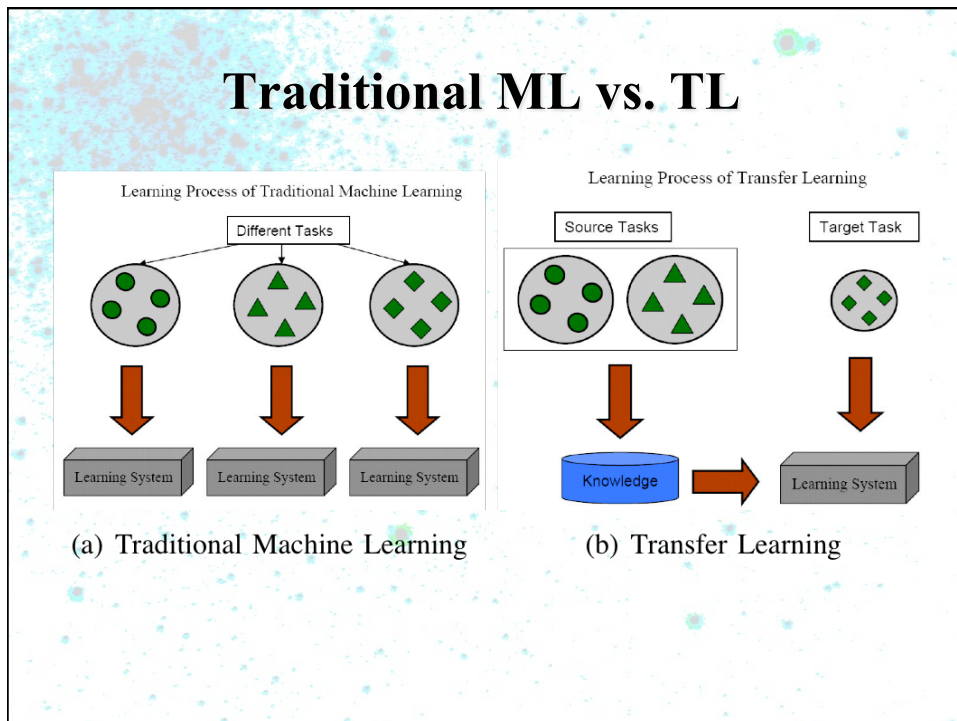 Traditional ML vs. TL
Learning Process of Traditional Machine Learning
Different Tasks
Learning System
Learning System
Learning System
(a) Traditional Machine Learning
Learning Process of Transfer Learning
Source Tasks
Target Task
Knowledge
Learning System
(b) Transfer Learning